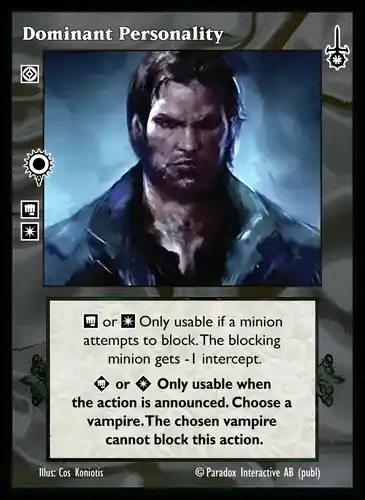 Dominant Personality
or Only usable if a minion
attempts to block. The blocking
minion gets -1 intercept.
or Only usable when
the action is announced. Choose a
vampire. The chosen vampire
cannot block this action.
Illus: Cos Koniotis © Paradox Interactive AB (publ)